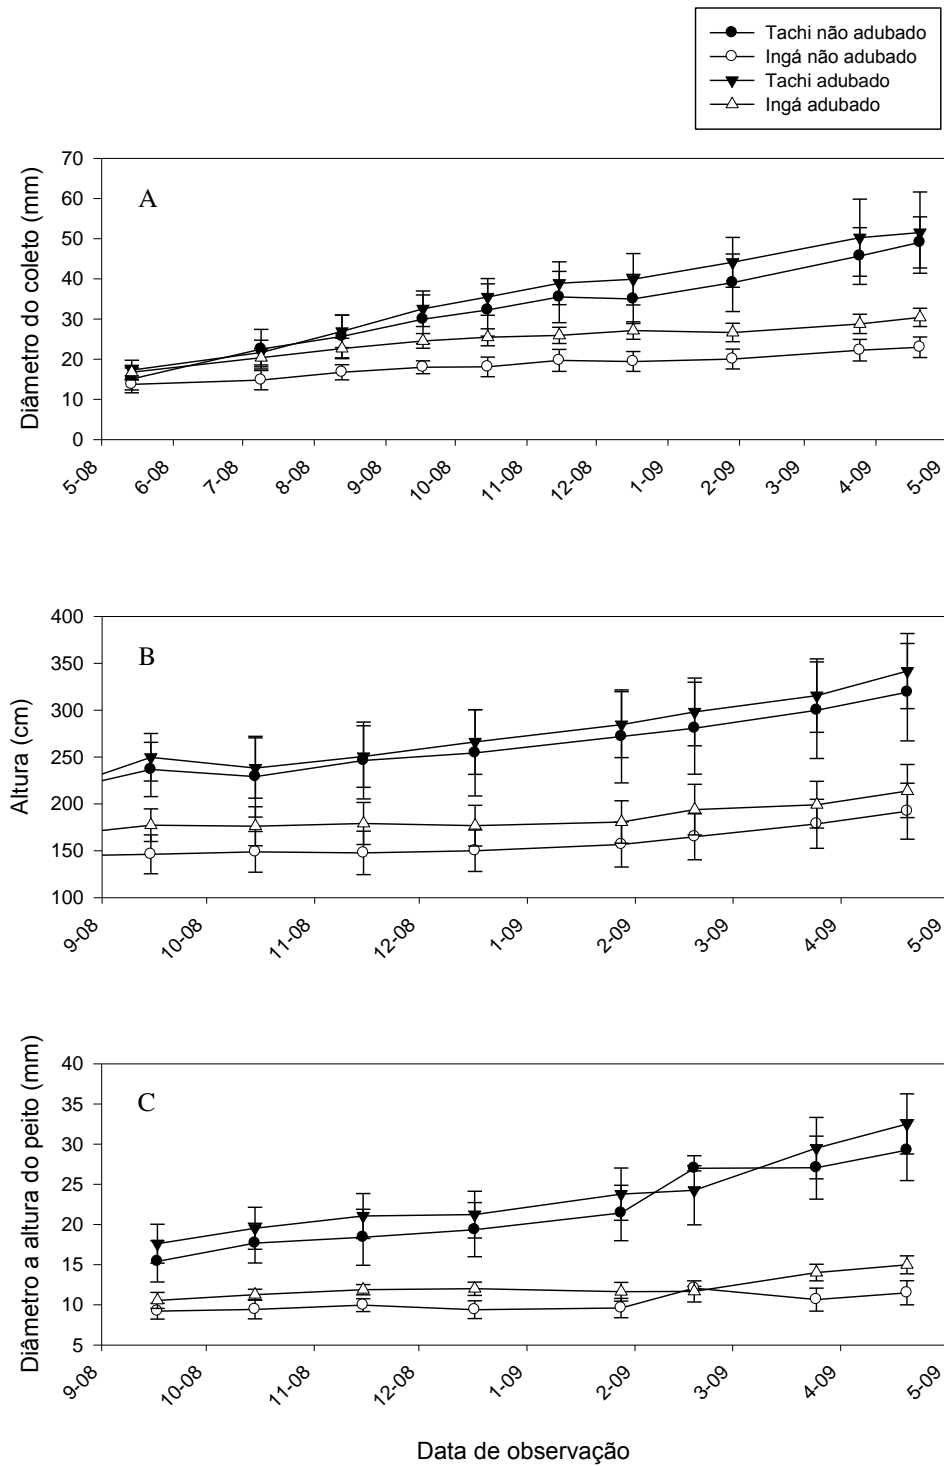 Tachi não adubado
Ingá não adubado
Tachi adubado
Ingá adubado
A
Diâmetro do coleto (mm)
70
60
50
40
30
20
10
0
5-08 6-08 7-08 8-08 9-08 10-08 11-08 12-08 1-09 2-09 3-09 4-09 5-09
B
Altura (cm)
400
350
300
250
200
150
100
9-08 10-08 11-08 12-08 1-09 2-09 3-09 4-09 5-09
C
Diâmetro a altura do peito (mm)
40
35
30
25
20
15
10
5
9-08 10-08 11-08 12-08 1-09 2-09 3-09 4-09 5-09
Data de observação